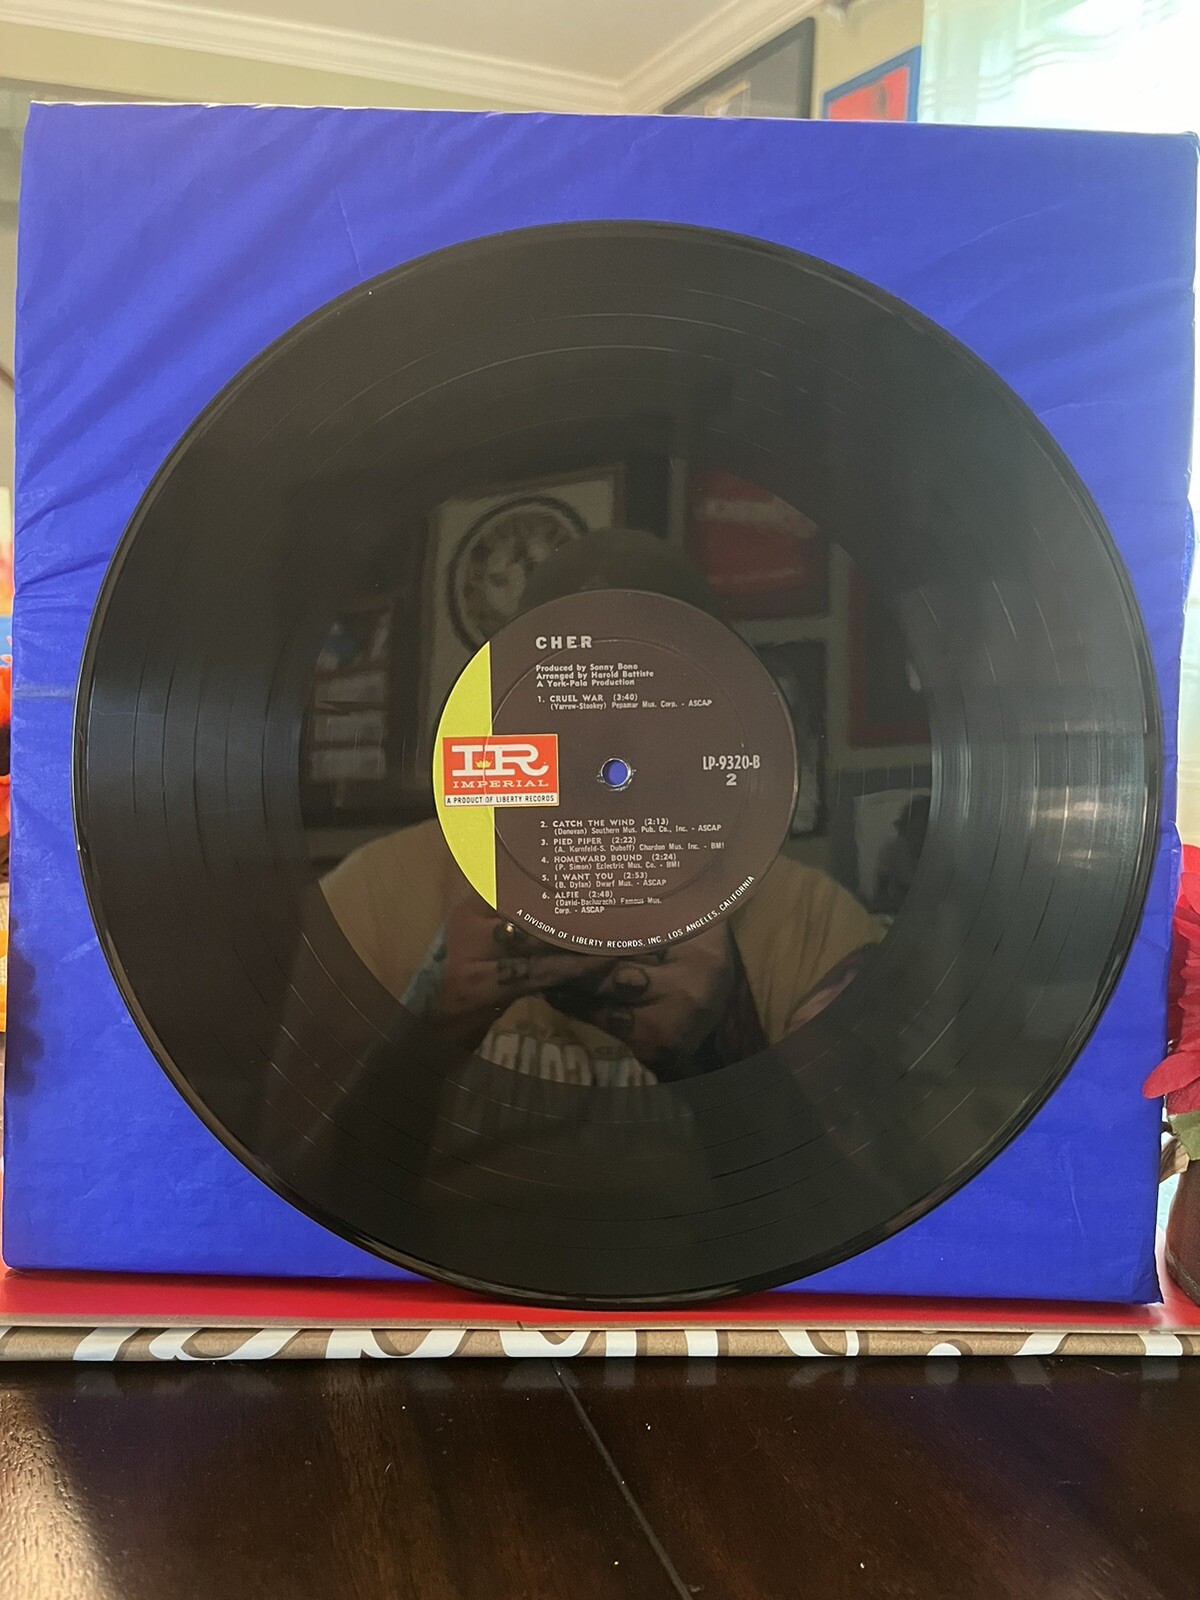 CHER
Produced by Sonny Bono
Arranged by Harold Battiste
A York-Pala Production
1. CRUEL WAR (3:40)
(Yarrow-Stookey) Pepamar Mus. Corp. - ASCAP
IR
IMPERIAL
A PRODUCT OF LIBERTY RECORDS
LP-9320-B
2
2. CATCH THE WIND (2:13)
(Donovan) Southern Mus. Pub. Co., Inc. - ASCAP
3. PIED PIPER (2:22)
(A. Kornfeld-S. Duboff) Chardon Mus. Inc. - BMI
4. HOMEWARD BOUND (2:24)
(P. Simon) Eclectric Mus. Co. - BMI
5. I WANT YOU (2:53)
(B. Dylan) Dwarf Mus. - ASCAP
6. ALFIE (2:48)
(David-Bacharach) Famous Mus.
Corp. - ASCAP
A DIVISION OF LIBERTY RECORDS, INC., LOS ANGELES, CALIFORNIA